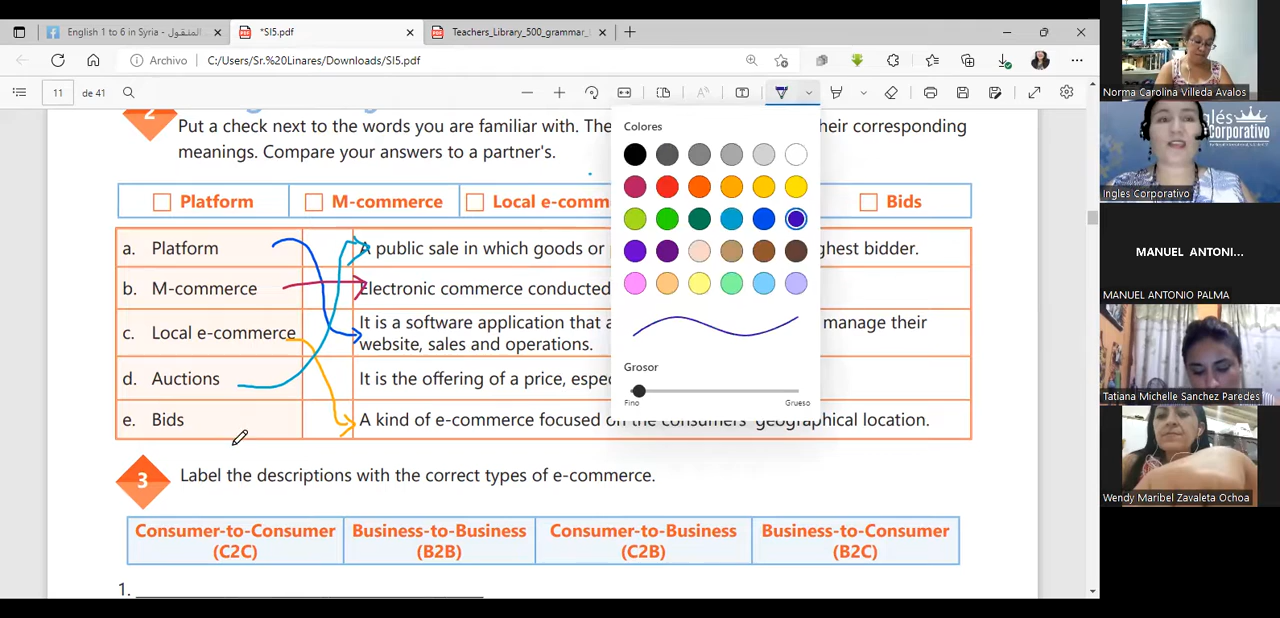 English 1 to 6 in Syria - المنقول
*SI5.pdf
Teachers_Library_500_grammar_
Archivo
C:/Users/Sr.%20Linares/Downloads/SI5.pdf
11 de 41
2
Put a check next to the words you are familiar with. The
heir corresponding
meanings. Compare your answers to a partner's.
Platform
M-commerce
Local e-comm
Bids
a. Platform
A public sale in which goods or
ghest bidder.
b. M-commerce
Electronic commerce conducted
c. Local e-commerce
It is a software application that a
manage their
website, sales and operations.
d. Auctions
It is the offering of a price, espec
e. Bids
A kind of e-commerce focused on the consumers' geographical location.
3
Label the descriptions with the correct types of e-commerce.
Consumer-to-Consumer
(C2C)
Business-to-Business
(B2B)
Consumer-to-Business
(C2B)
Business-to-Consumer
(B2C)
1.
Colores
Grosor
Fino
Grueso
Norma Carolina Villeda Avalos
glés
Corporativo
Ingles Corporativo
MANUEL ANTONI...
MANUEL ANTONIO PALMA
Tatiana Michelle Sanchez Paredes
Wendy Maribel Zavaleta Ochoa